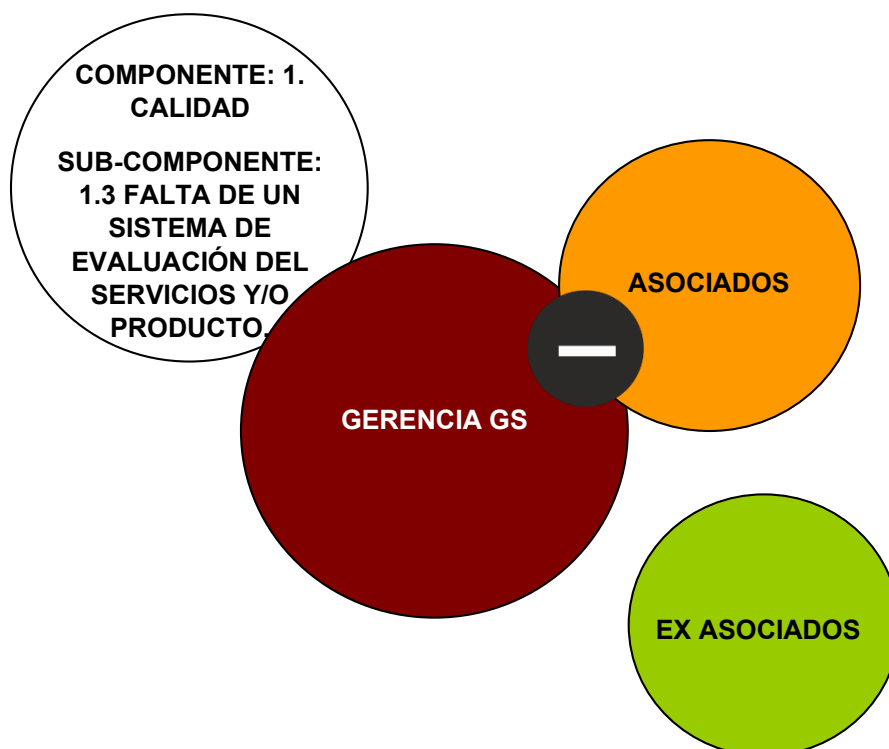 COMPONENTE: 1.
CALIDAD
SUB-COMPONENTE:
1.3 FALTA DE UN
SISTEMA DE
EVALUACIÓN DEL
SERVICIOS Y/O
PRODUCTO.
ASOCIADOS
GERENCIA GS
EX ASOCIADOS